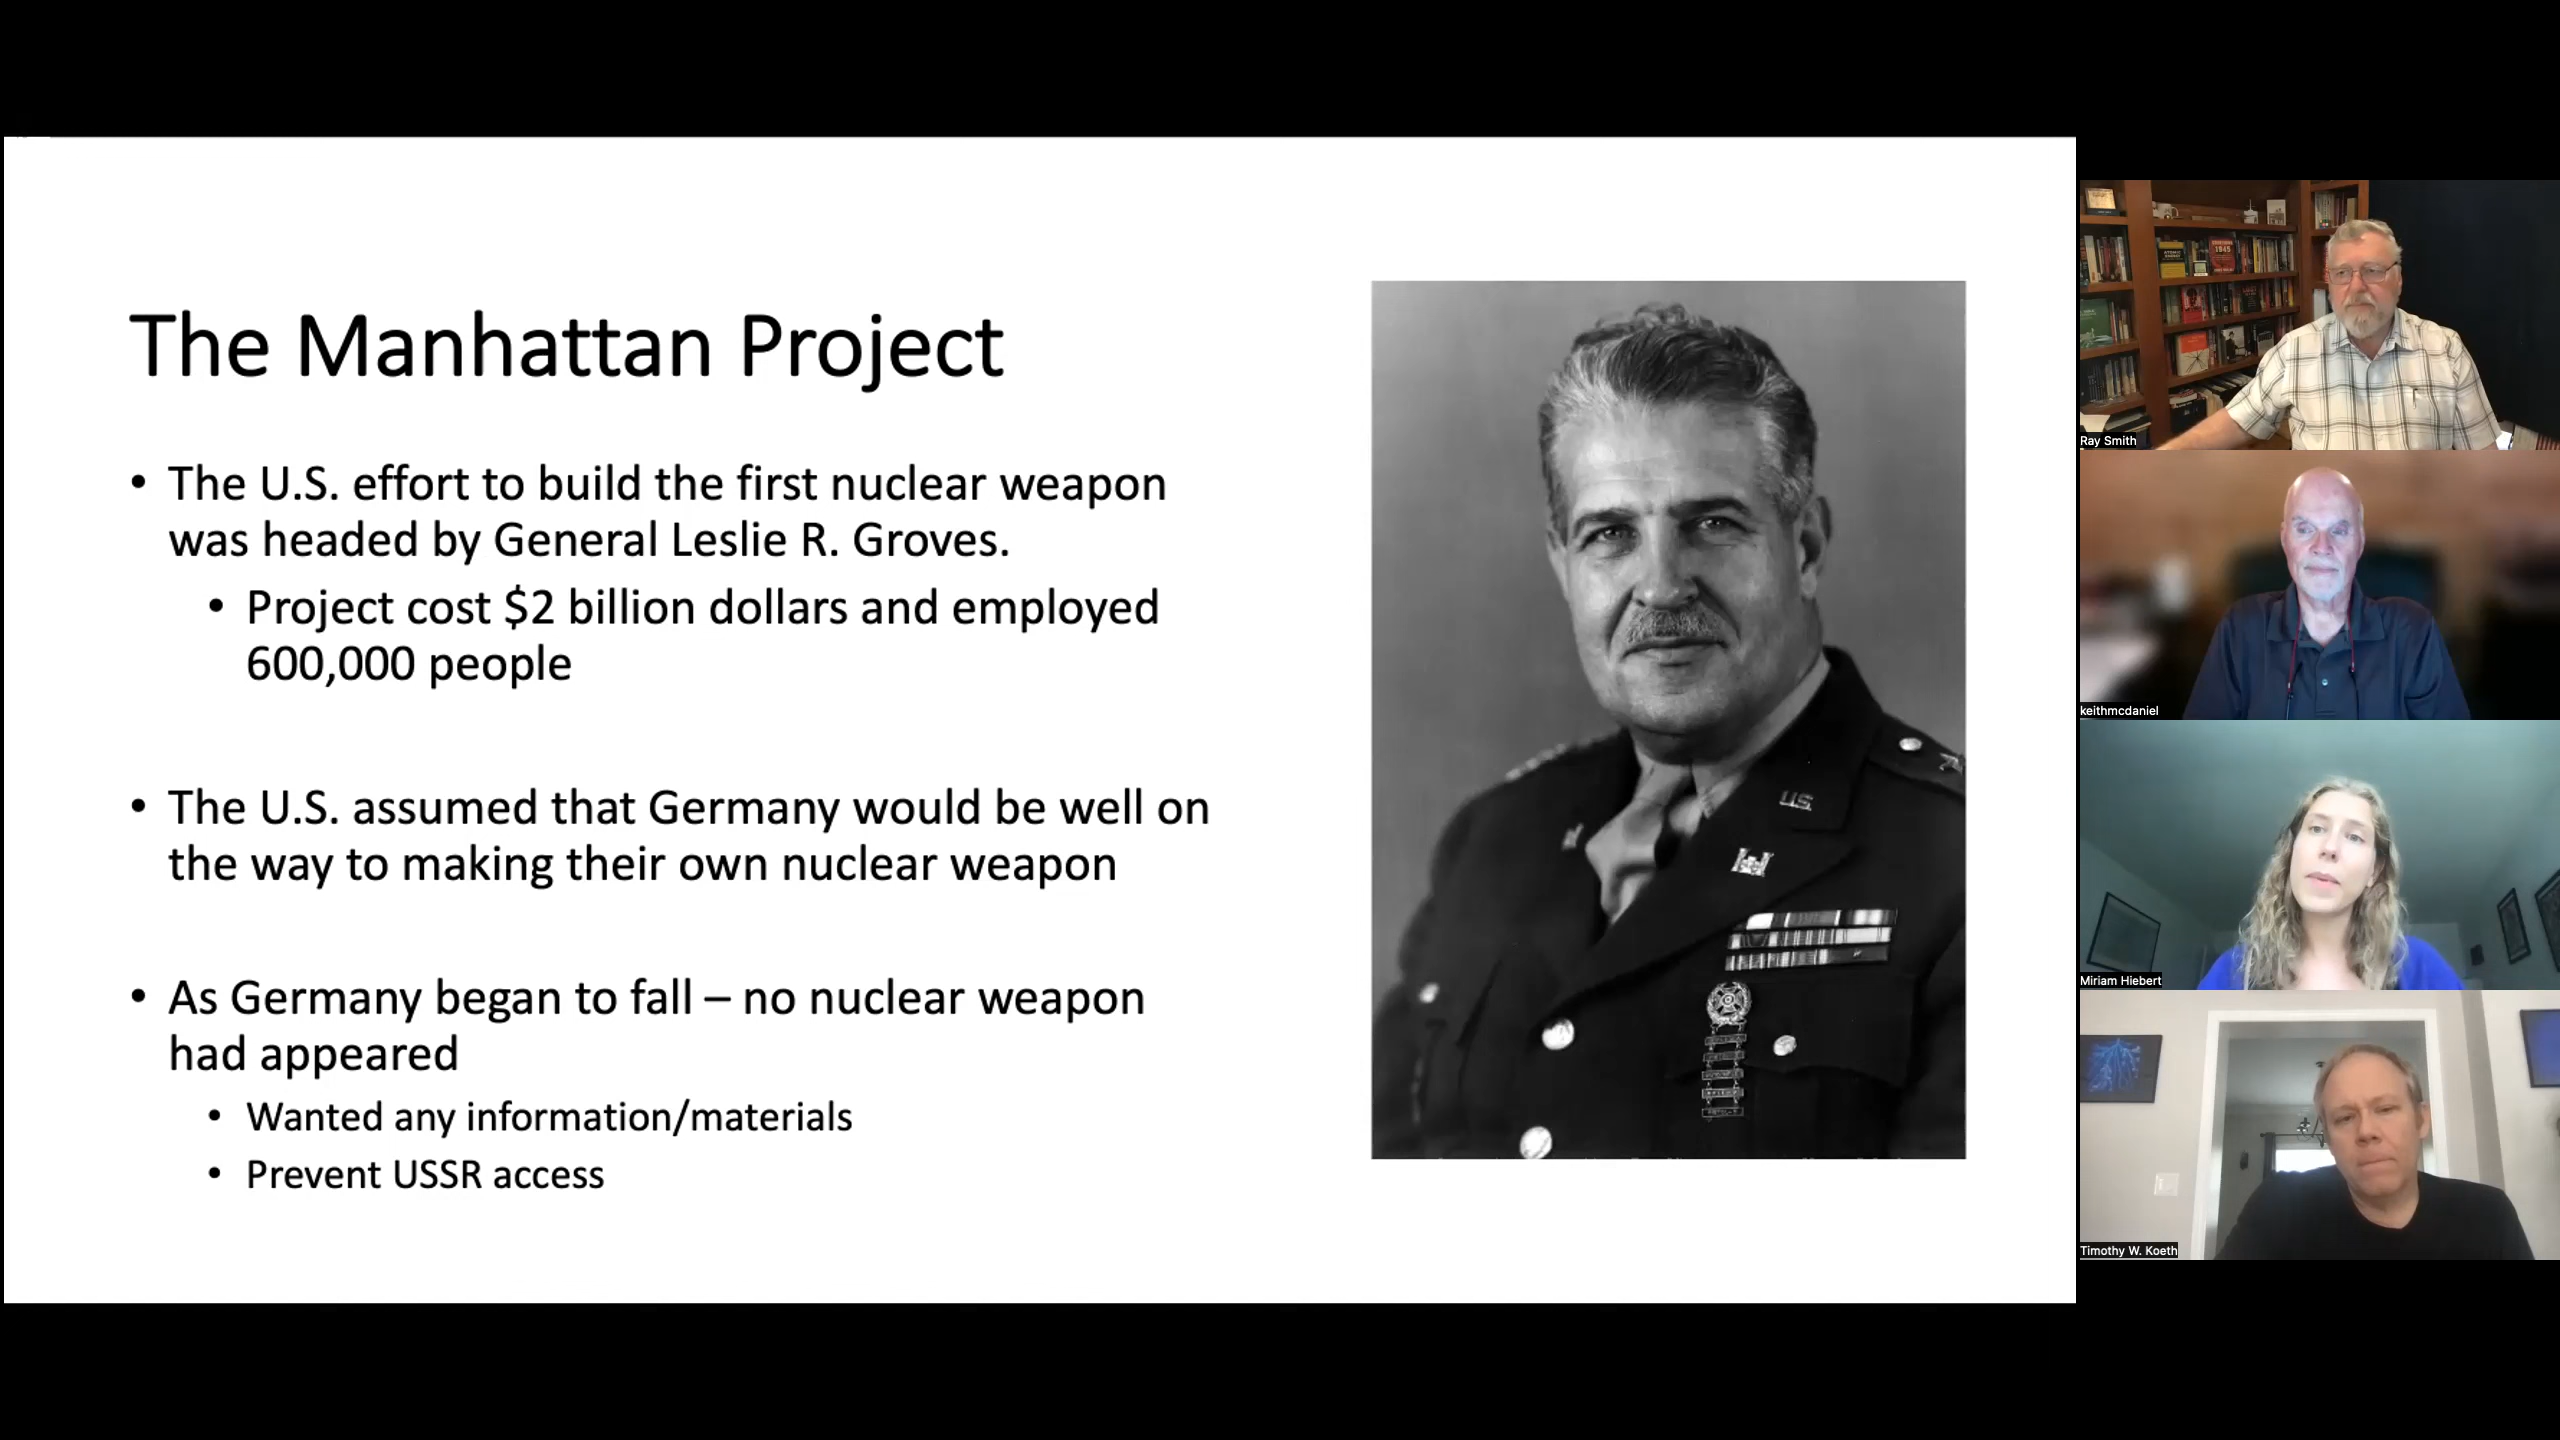 The Manhattan Project
• The U.S. effort to build the first nuclear weapon
was headed by General Leslie R. Groves.
• Project cost $2 billion dollars and employed
600,000 people
• The U.S. assumed that Germany would be well on
the way to making their own nuclear weapon
• As Germany began to fall – no nuclear weapon
had appeared
• Wanted any information/materials
• Prevent USSR access
U.S.
1945
Ray Smith
keithmcdaniel
Miriam Hiebert
Timothy W. Koeth